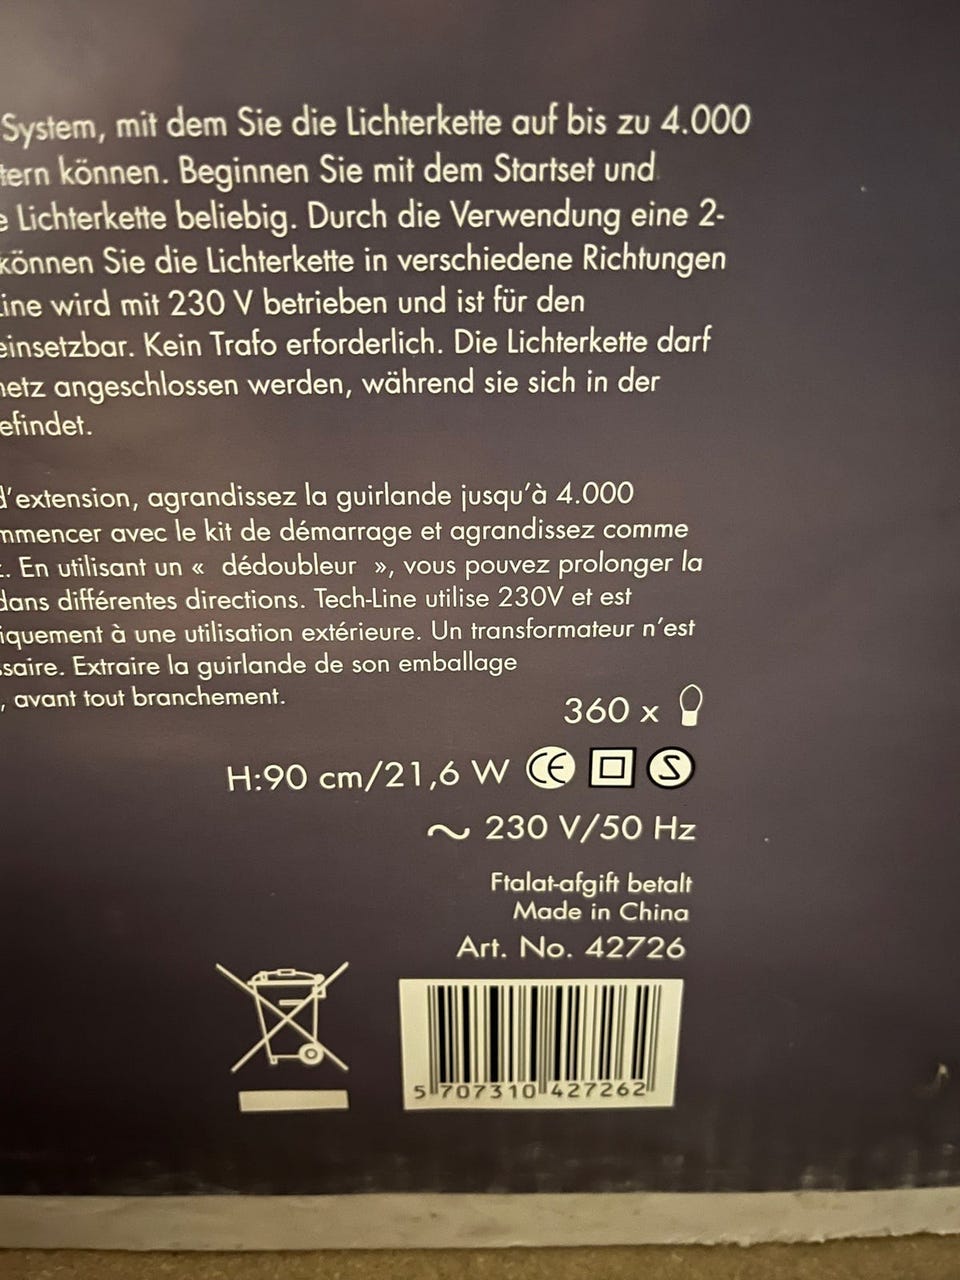 System, mit dem Sie die Lichterkette auf bis zu 4.000
tern können. Beginnen Sie mit dem Startset und
e Lichterkette beliebig. Durch die Verwendung eine 2-
können Sie die Lichterkette in verschiedene Richtungen
Line wird mit 230 V betrieben und ist für den
einsetzbar. Kein Trafo erforderlich. Die Lichterkette darf
netz angeschlossen werden, während sie sich in der
efindet.
d'extension, agrandissez la guirlande jusqu'à 4.000
mmencer avec le kit de démarrage et agrandissez comme
. En utilisant un « dédoubleur », vous pouvez prolonger la
dans différentes directions. Tech-Line utilise 230V et est
iquement à une utilisation extérieure. Un transformateur n'est
ssaire. Extraire la guirlande de son emballage
, avant tout branchement.
360 x
H:90 cm/21,6 W CE S
~ 230 V/50 Hz
Ftalat-afgift betalt
Made in China
Art. No. 42726
5 707310 427262